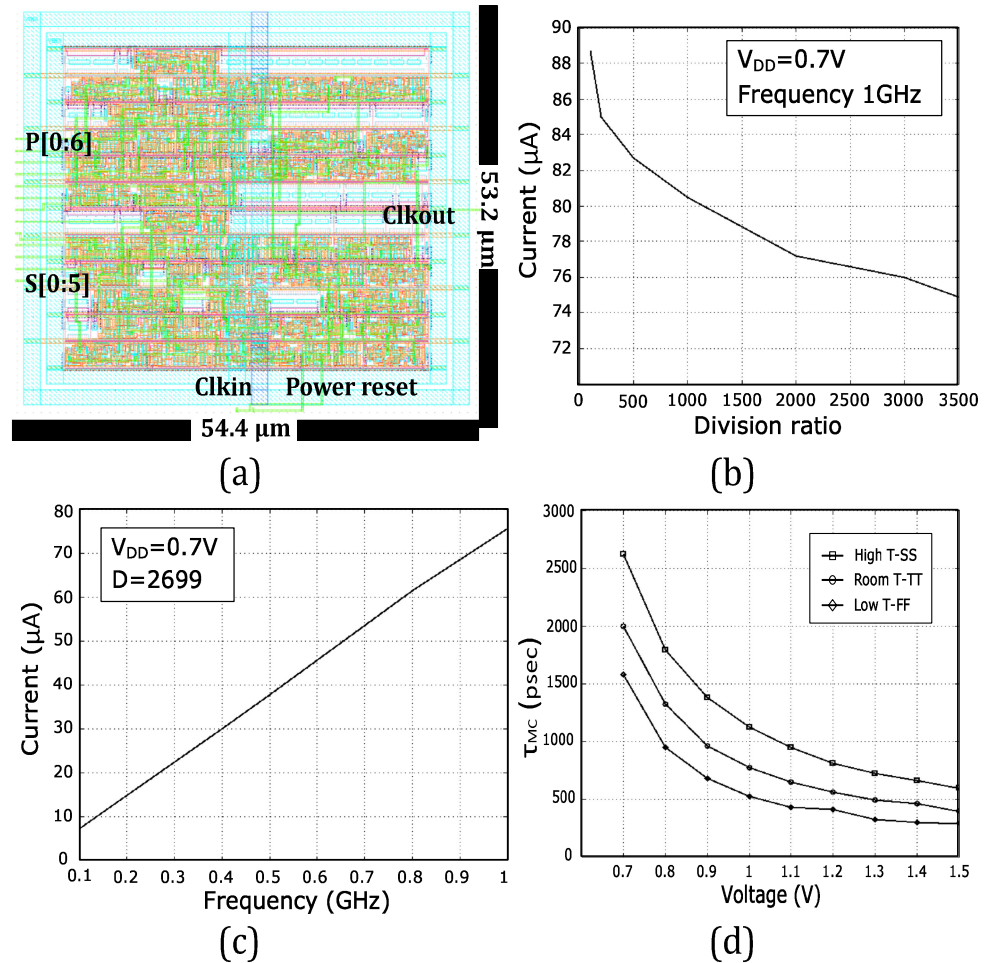 P[0:6]
Clkout
S[0:5]
Clkin Power reset
53.2 µm
54.4 µm
(a)
90
88
86
84
82
80
78
76
74
72
Current (µA)
V_DD=0.7V
Frequency 1GHz
0 500 1000 1500 2000 2500 3000 3500
Division ratio
(b)
80
70
60
50
40
30
20
10
0
Current (µA)
V_DD=0.7V
D=2699
0.1 0.2 0.3 0.4 0.5 0.6 0.7 0.8 0.9 1
Frequency (GHz)
(c)
3000
2500
2000
1500
1000
500
0
τ_MC (psec)
High T-SS
Room T-TT
Low T-FF
0.7 0.8 0.9 1 1.1 1.2 1.3 1.4 1.5
Voltage (V)
(d)